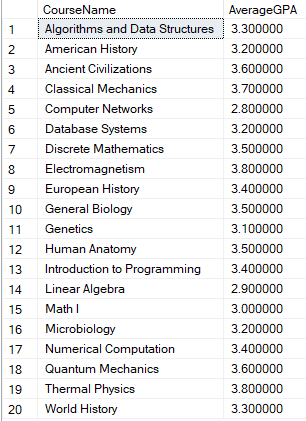 CourseName AverageGPA
1 Algorithms and Data Structures 3.300000
2 American History 3.200000
3 Ancient Civilizations 3.600000
4 Classical Mechanics 3.700000
5 Computer Networks 2.800000
6 Database Systems 3.200000
7 Discrete Mathematics 3.500000
8 Electromagnetism 3.800000
9 European History 3.400000
10 General Biology 3.500000
11 Genetics 3.100000
12 Human Anatomy 3.500000
13 Introduction to Programming 3.400000
14 Linear Algebra 2.900000
15 Math I 3.000000
16 Microbiology 3.200000
17 Numerical Computation 3.400000
18 Quantum Mechanics 3.600000
19 Thermal Physics 3.800000
20 World History 3.300000